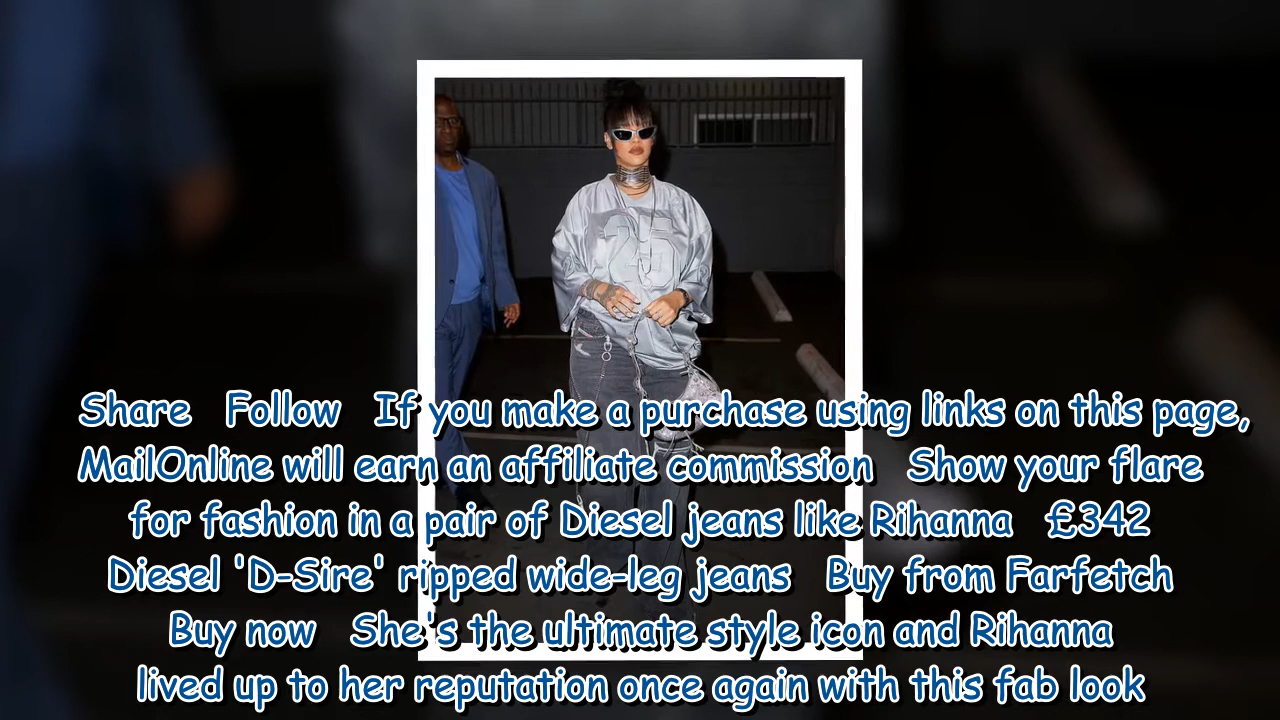 26
Share Follow If you make a purchase using links on this page,
MailOnline will earn an affiliate commission Show your flare
for fashion in a pair of Diesel jeans like Rihanna £342
Diesel 'D-Sire' ripped wide-leg jeans Buy from Farfetch
Buy now She's the ultimate style icon and Rihanna
lived up to her reputation once again with this fab look